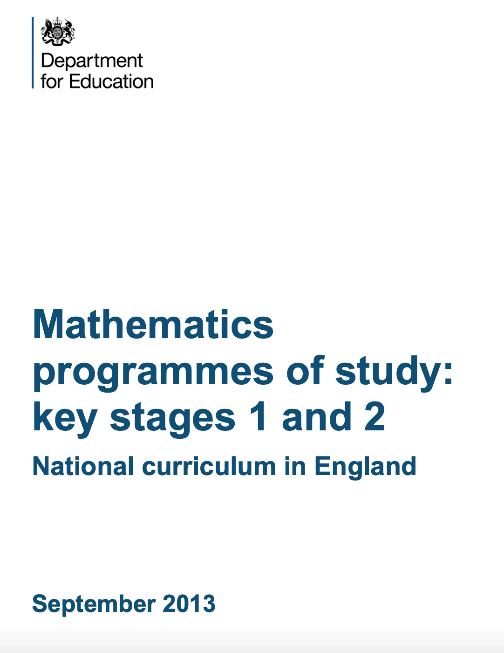 Department
for Education
Mathematics
programmes of study:
key stages 1 and 2
National curriculum in England
September 2013